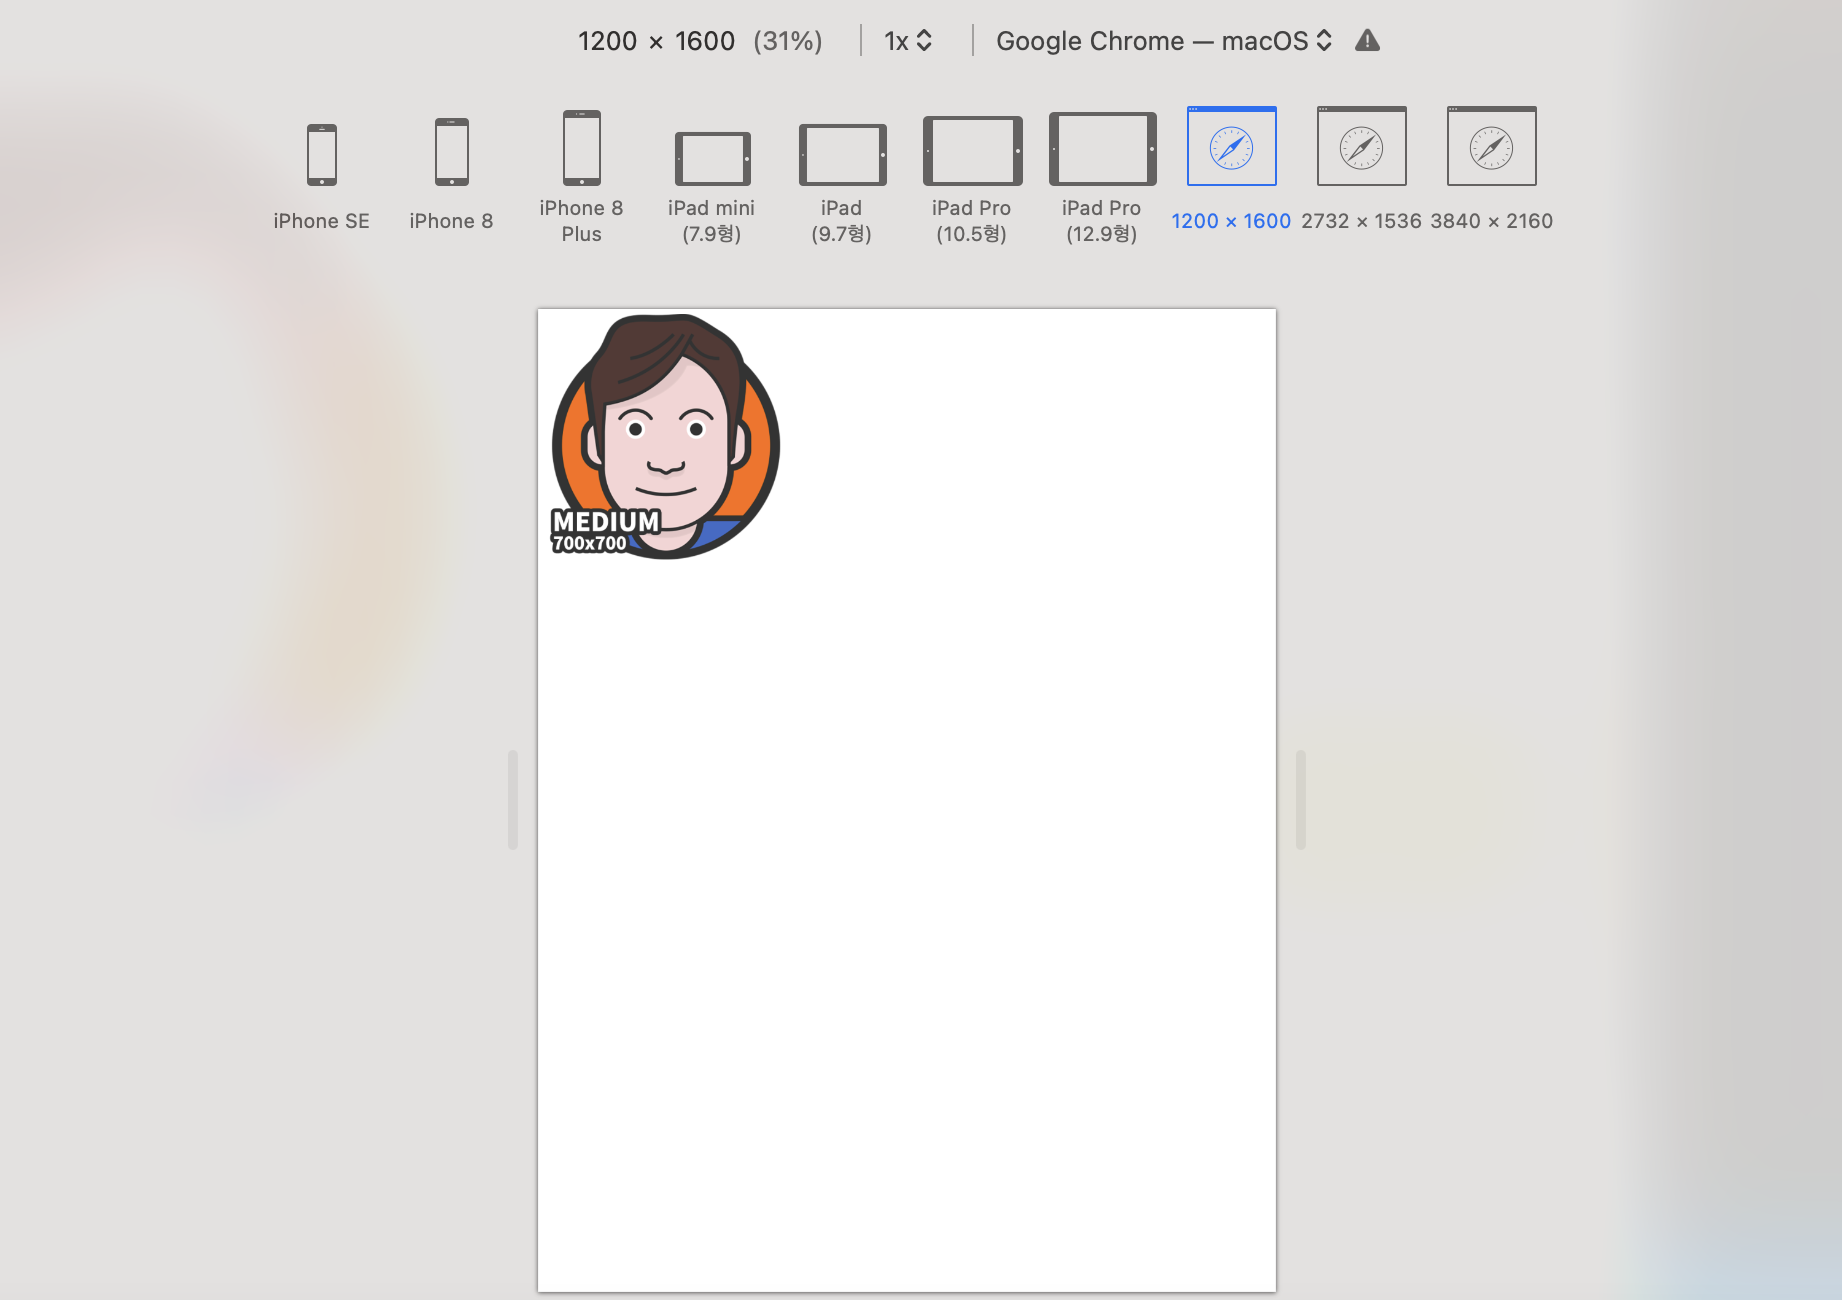 1200 × 1600 (31%) 1x Google Chrome — macOS
iPhone SE
iPhone 8
iPhone 8
Plus
iPad mini
(7.9형)
iPad
(9.7형)
iPad Pro
(10.5형)
iPad Pro
(12.9형)
1200 × 1600
2732 × 1536
3840 × 2160
MEDIUM
700x700